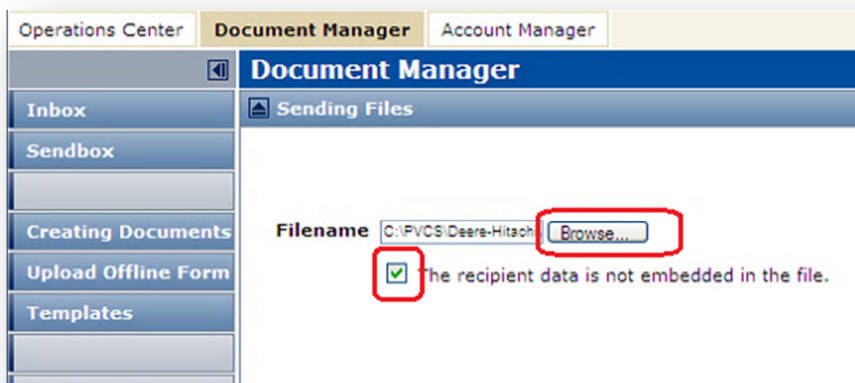 Operations Center Document Manager Account Manager
Document Manager
Inbox
Sending Files
Sendbox
Creating Documents
Filename C:\PVCS\Deere-Hitachi Browse...
Upload Offline Form
The recipient data is not embedded in the file.
Templates